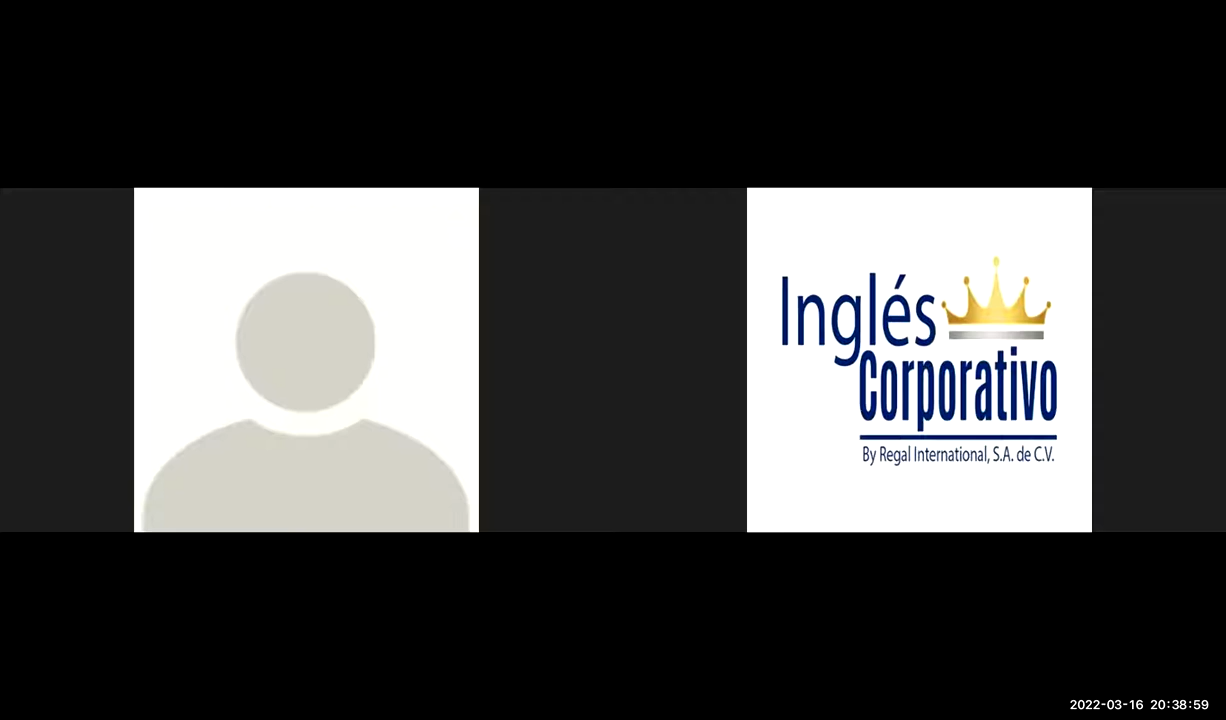 Inglés
Corporativo
By Regal International, S.A. de C.V.
2022-03-16 20:38:59